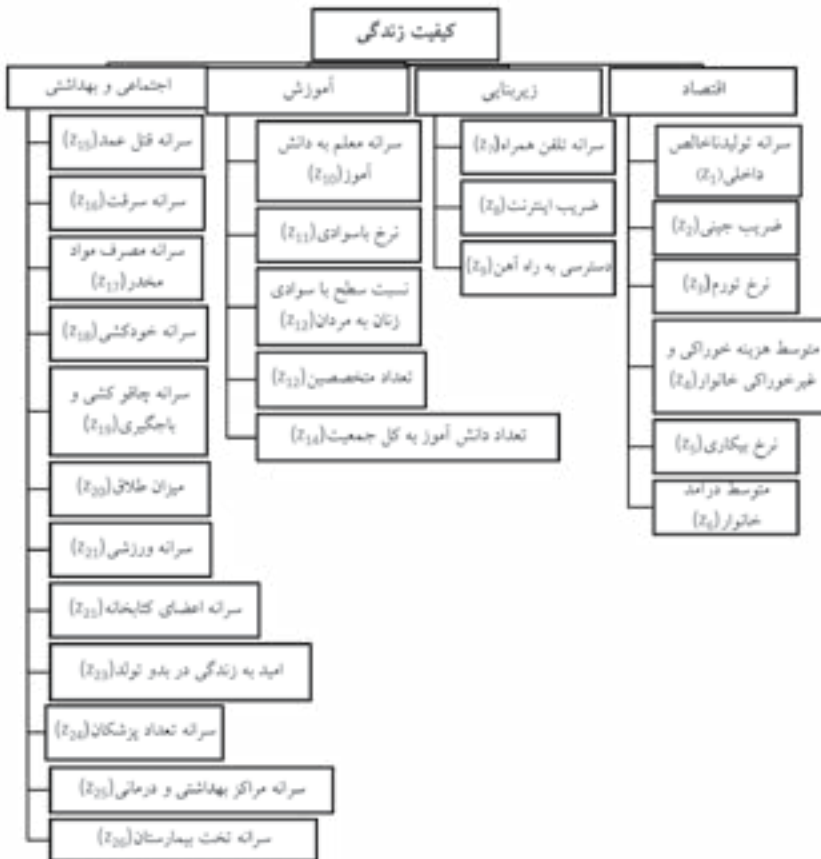 کیفیت زندگی
اقتصاد
سرانه تولیدناخالص
داخلی(z₁)
ضریب جینی(z₂)
نرخ تورم(z₃)
متوسط هزینه خوراکی و
غیرخوراکی خانوار(z₄)
نرخ بیکاری(z₅)
متوسط درامد
خانوار(z₆)
زیربنایی
سرانه تلفن همراه(z₇)
ضریب اینترنت(z₈)
دسترسی به راه آهن(z₉)
آموزش
سرانه معلم به دانش
آموز(z₁₀)
نرخ باسوادی(z₁₁)
نسبت سطح با سوادی
زنان به مردان(z₁₂)
تعداد متخصصین(z₁₃)
تعداد دانش آموز به کل جمعیت(z₁₄)
اجتماعی و بهداشتی
سرانه قتل عمد(z₁₅)
سرانه سرقت(z₁₆)
سرانه مصرف مواد
مخدر(z₁₇)
سرانه خودکشی(z₁₈)
سرانه چاقو کشی و
باجگیری(z₁₉)
میزان طلاق(z₂₀)
سرانه ورزشی(z₂₁)
سرانه اعضای کتابخانه(z₂₁)
امید به زندگی در بدو تولد(z₂₃)
سرانه تعداد پزشکان(z₂₄)
سرانه مراکز بهداشتی و درمانی(z₂₅)
سرانه تخت بیمارستان(z₂₆)